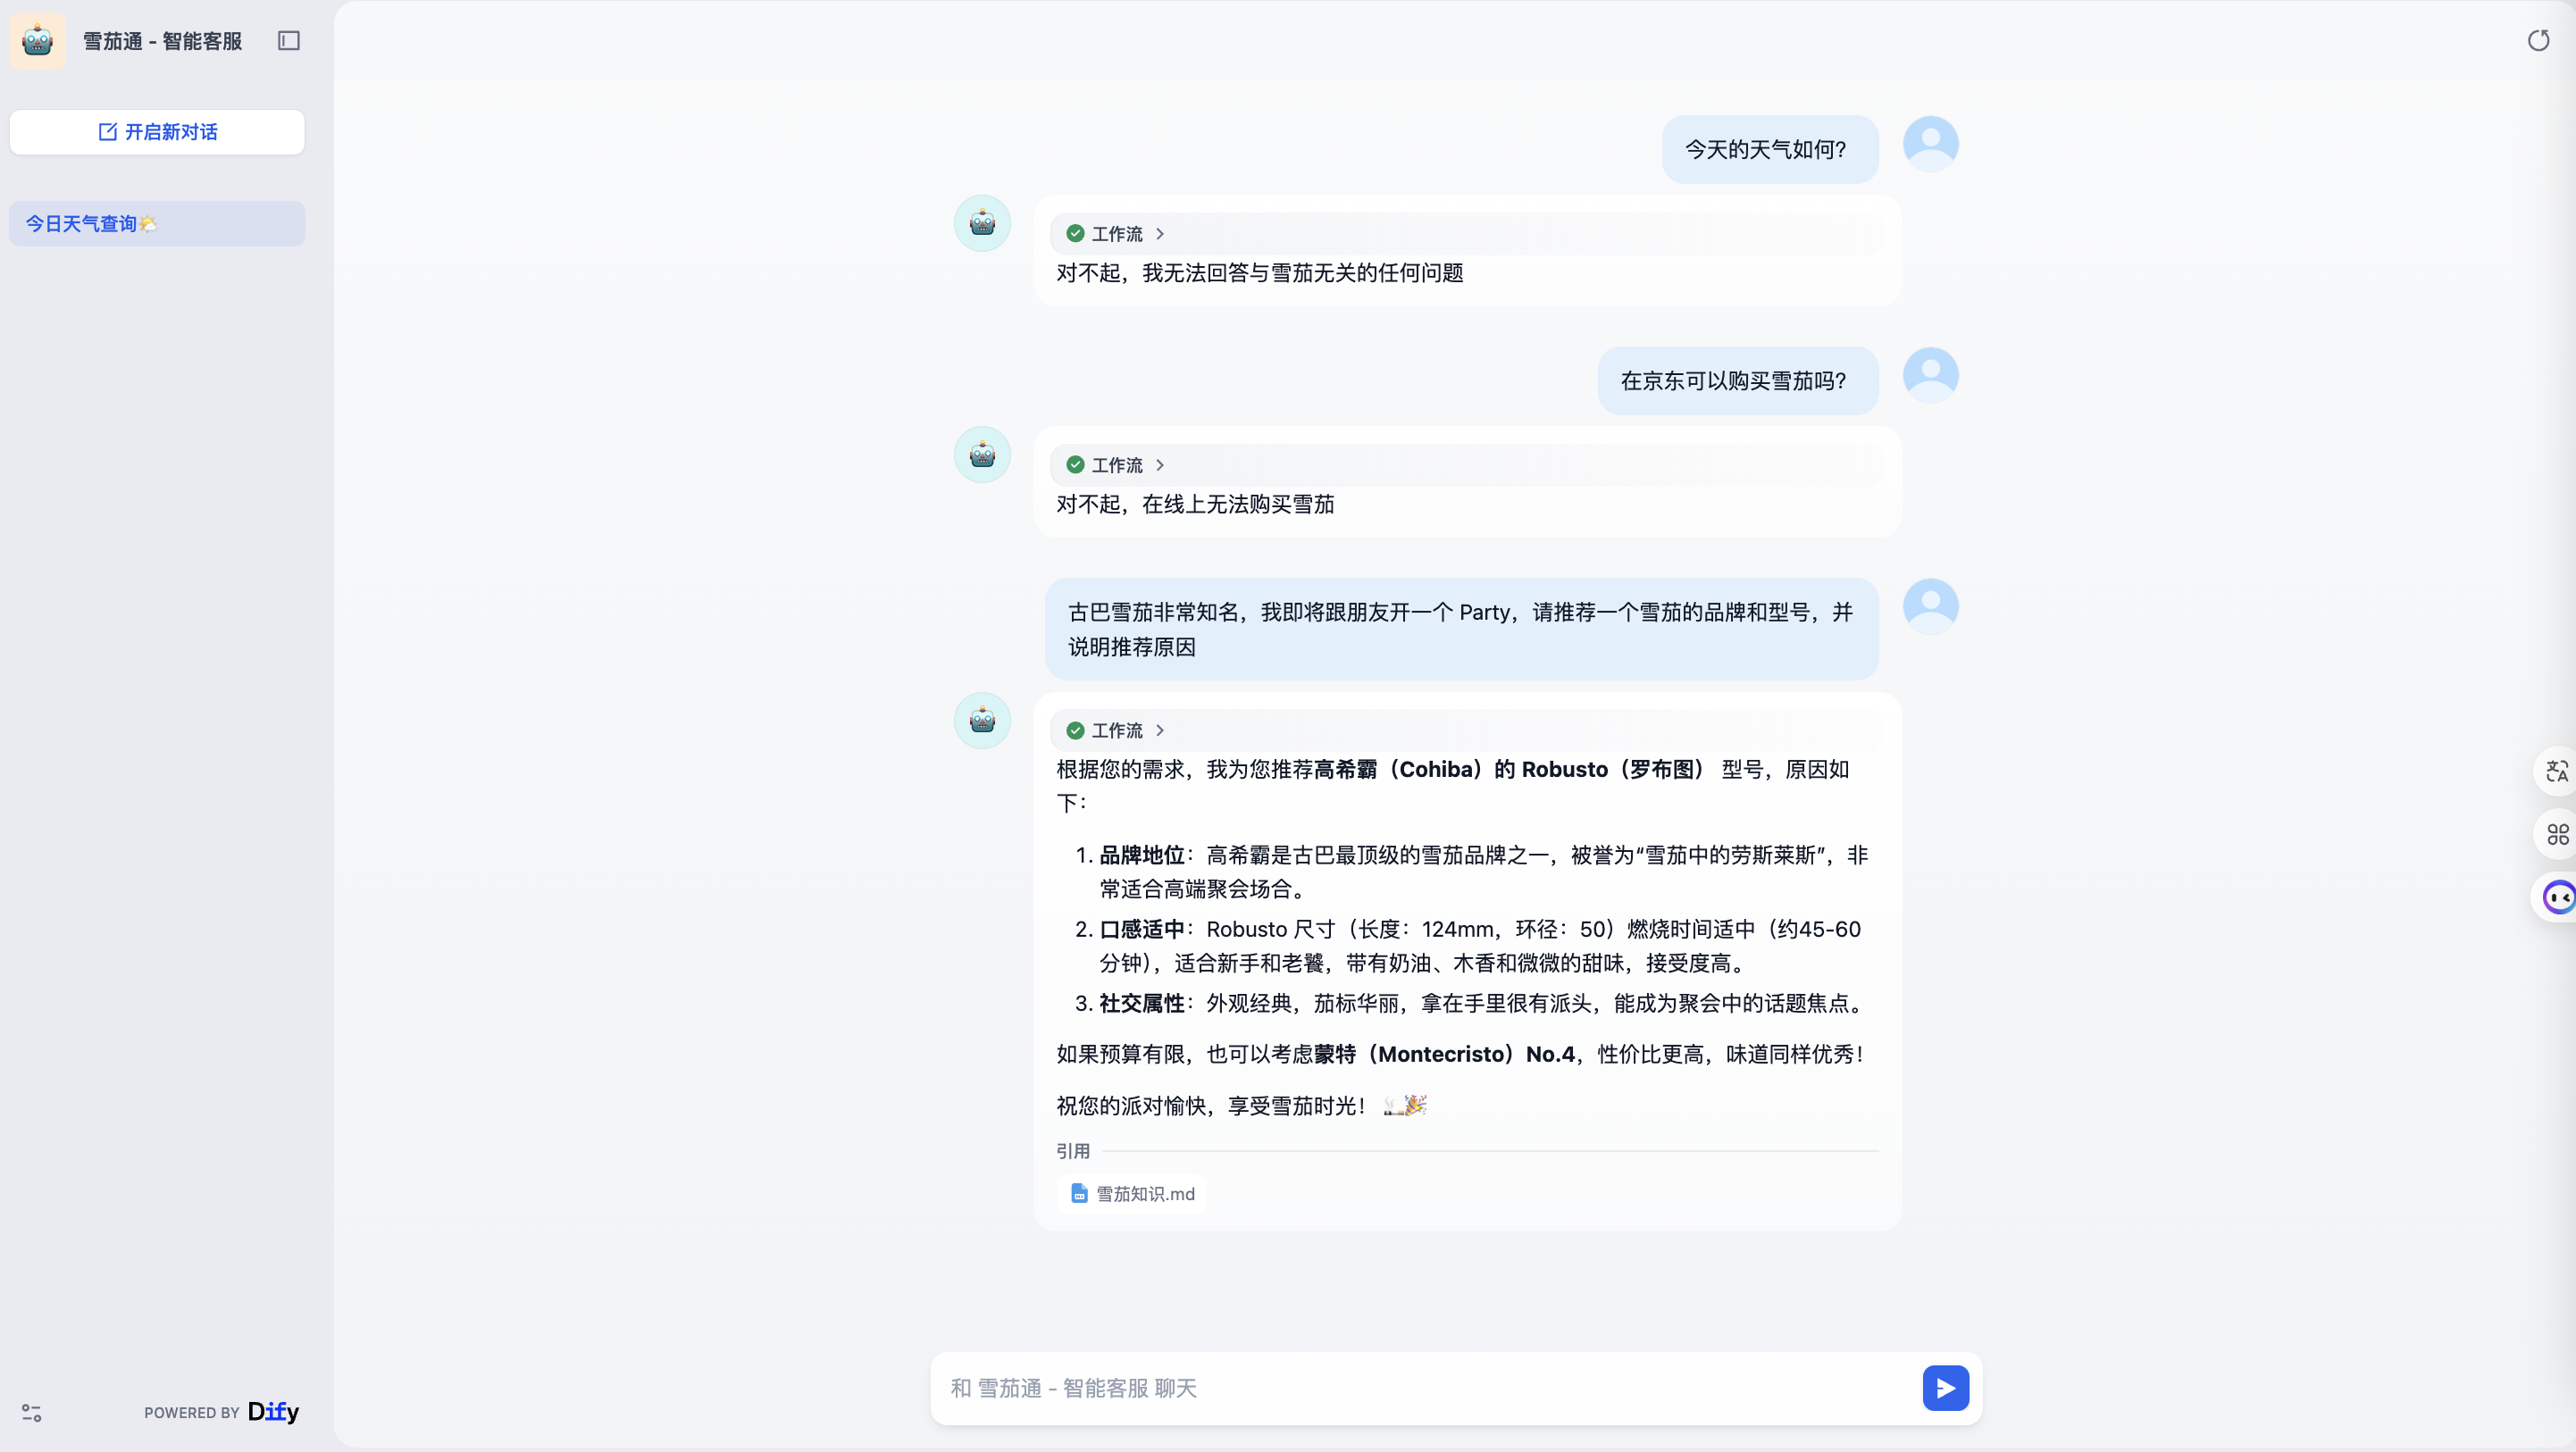 雪茄通 - 智能客服
开启新对话
今日天气查询🌤️
今天的天气如何?
工作流
对不起，我无法回答与雪茄无关的任何问题
在京东可以购买雪茄吗?
工作流
对不起，在线上无法购买雪茄
古巴雪茄非常知名，我即将跟朋友开一个 Party，请推荐一个雪茄的品牌和型号，并
说明推荐原因
工作流
根据您的需求，我为您推荐高希霸（Cohiba）的 Robusto（罗布图） 型号，原因如
下：
1. 品牌地位：高希霸是古巴最顶级的雪茄品牌之一，被誉为“雪茄中的劳斯莱斯”，非
常适合高端聚会场合。
2. 口感适中：Robusto 尺寸（长度：124mm，环径：50）燃烧时间适中（约45-60
分钟），适合新手和老饕，带有奶油、木香和微微的甜味，接受度高。
3. 社交属性：外观经典，茄标华丽，拿在手里很有派头，能成为聚会中的话题焦点。
如果预算有限，也可以考虑蒙特（Montecristo）No.4，性价比更高，味道同样优秀！
祝您的派对愉快，享受雪茄时光！ 🚬🎉
引用
雪茄知识.md
和 雪茄通 - 智能客服 聊天
POWERED BY Dify